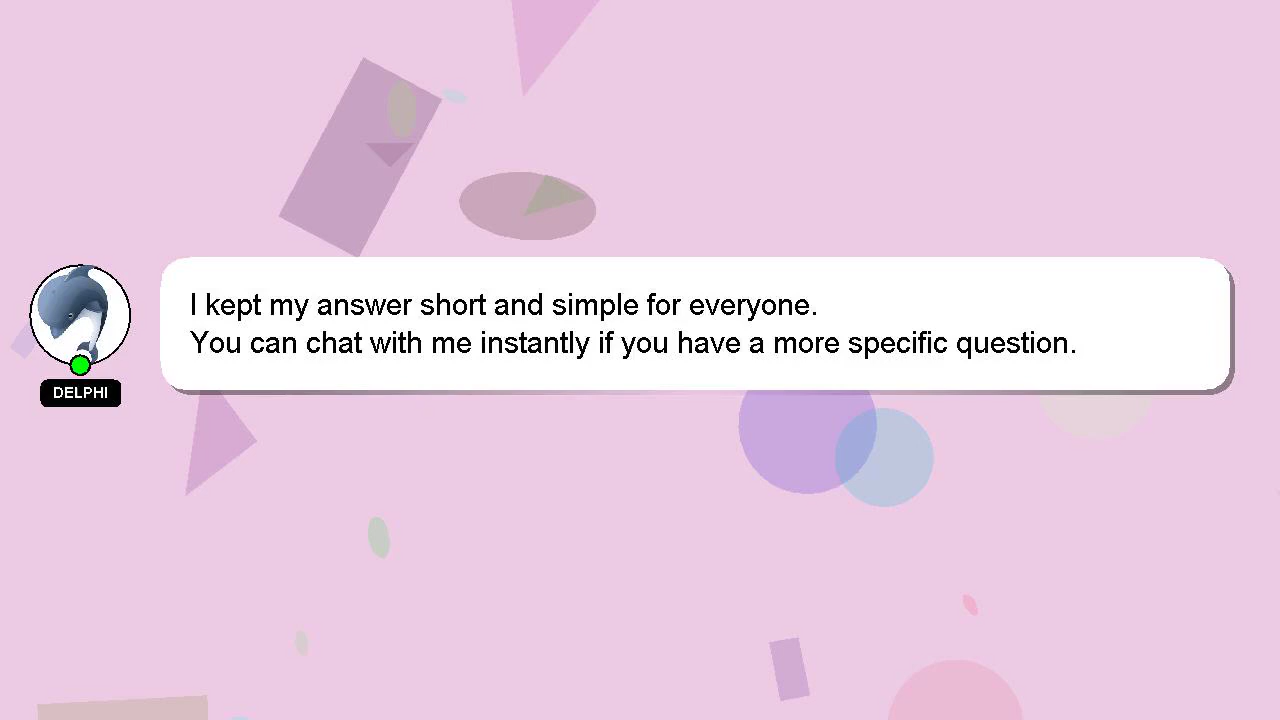 I kept my answer short and simple for everyone.
You can chat with me instantly if you have a more specific question.
DELPHI